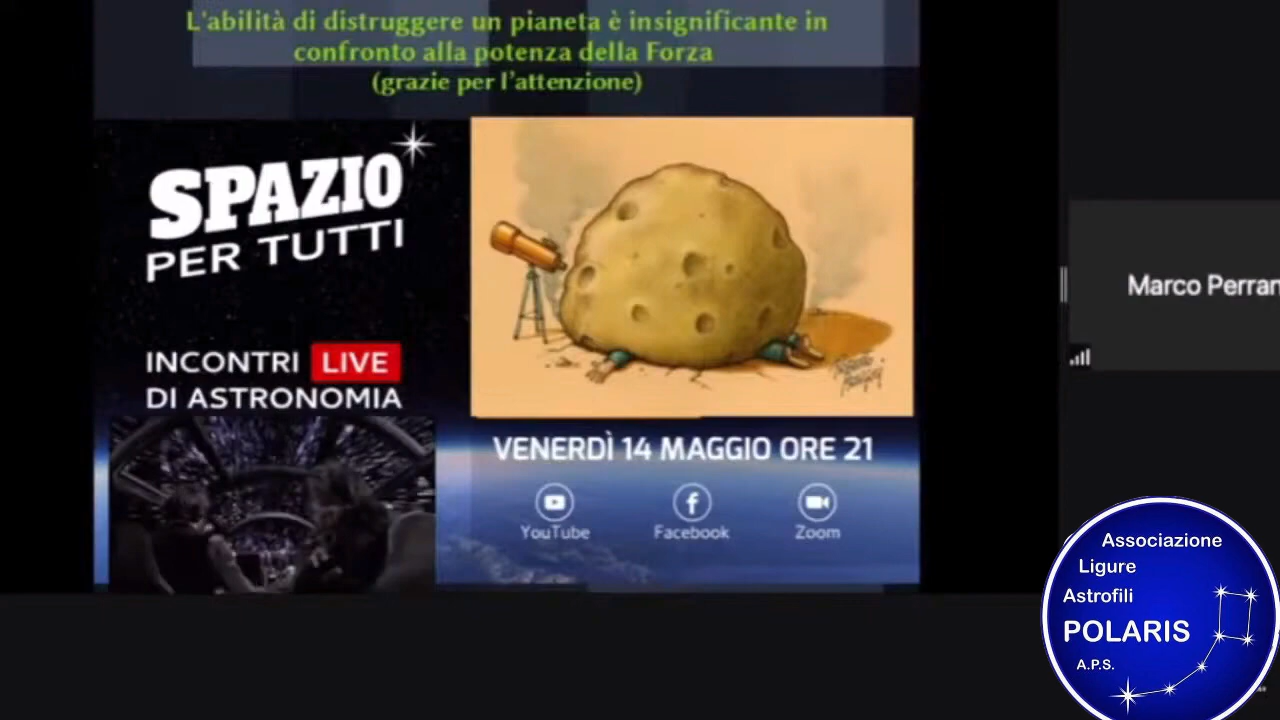 L'abilità di distruggere un pianeta è insignificante in
confronto alla potenza della Forza
(grazie per l'attenzione)
SPAZIO
PER TUTTI
INCONTRI LIVE
DI ASTRONOMIA
VENERDÌ 14 MAGGIO ORE 21
YouTube
Facebook
Zoom
Marco Perran
Associazione
Ligure
Astrofili
POLARIS
A.P.S.